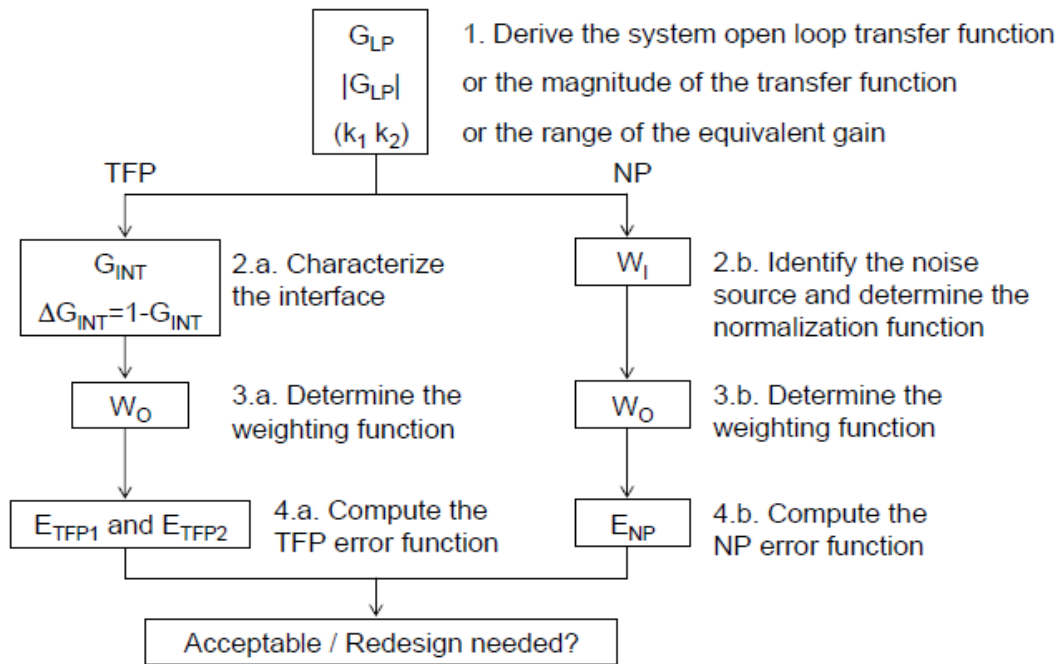 G_LP
1. Derive the system open loop transfer function
|G_LP|
or the magnitude of the transfer function
(k_1 k_2)
or the range of the equivalent gain
TFP
NP
G_INT
ΔG_INT=1-G_INT
2.a. Characterize
the interface
W_I
2.b. Identify the noise
source and determine the
normalization function
W_O
3.a. Determine the
weighting function
W_O
3.b. Determine the
weighting function
E_TFP1 and E_TFP2
4.a. Compute the
TFP error function
E_NP
4.b. Compute the
NP error function
Acceptable / Redesign needed?